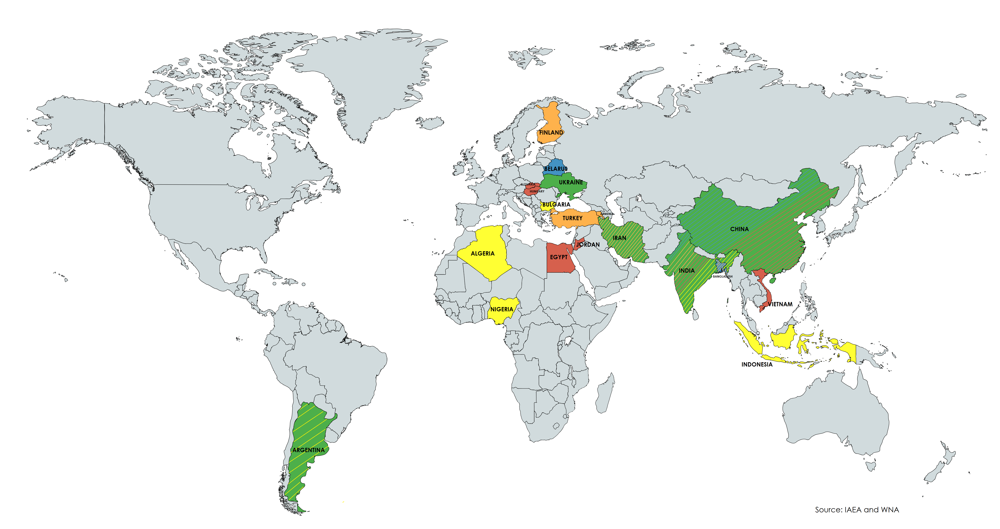 FINLAND
BELARUS
UKRAINE
SLOVAKIA
HUNGARY
BULGARIA
ARMENIA
TURKEY
CHINA
IRAN
JORDAN
ALGERIA
EGYPT
INDIA
BANGLADESH
VIETNAM
NIGERIA
INDONESIA
ARGENTINA
Source: IAEA and WNA